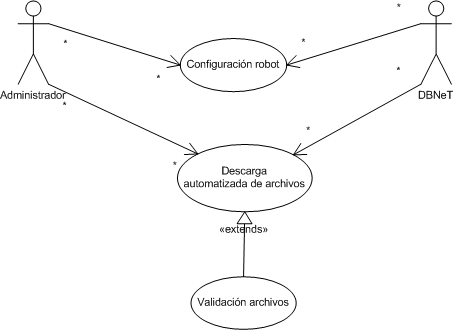 *
*
*
*
Configuración robot
*
*
Administrador
DBNeT
*
*
*
Descarga
automatizada de archivos
«extends»
Validación archivos